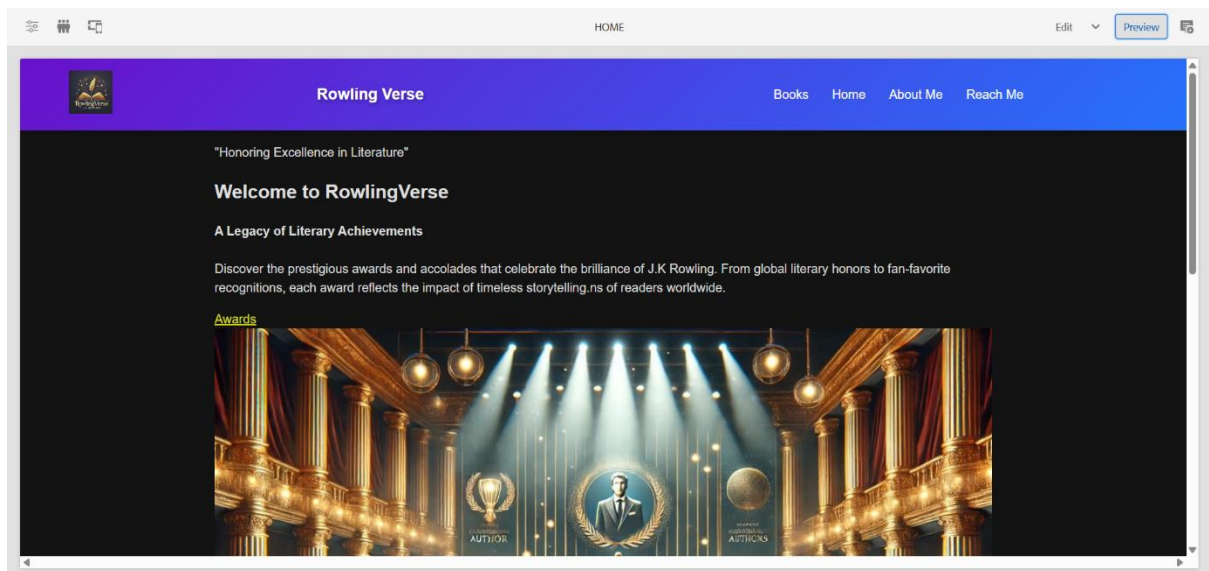 HOME
Edit
Preview
RowlingVerse
Rowling Verse
Books Home About Me Reach Me
"Honoring Excellence in Literature"
Welcome to RowlingVerse
A Legacy of Literary Achievements
Discover the prestigious awards and accolades that celebrate the brilliance of J.K Rowling. From global literary honors to fan-favorite
recognitions, each award reflects the impact of timeless storytelling.ns of readers worldwide.
Awards
AUTHOR
AUTHORS